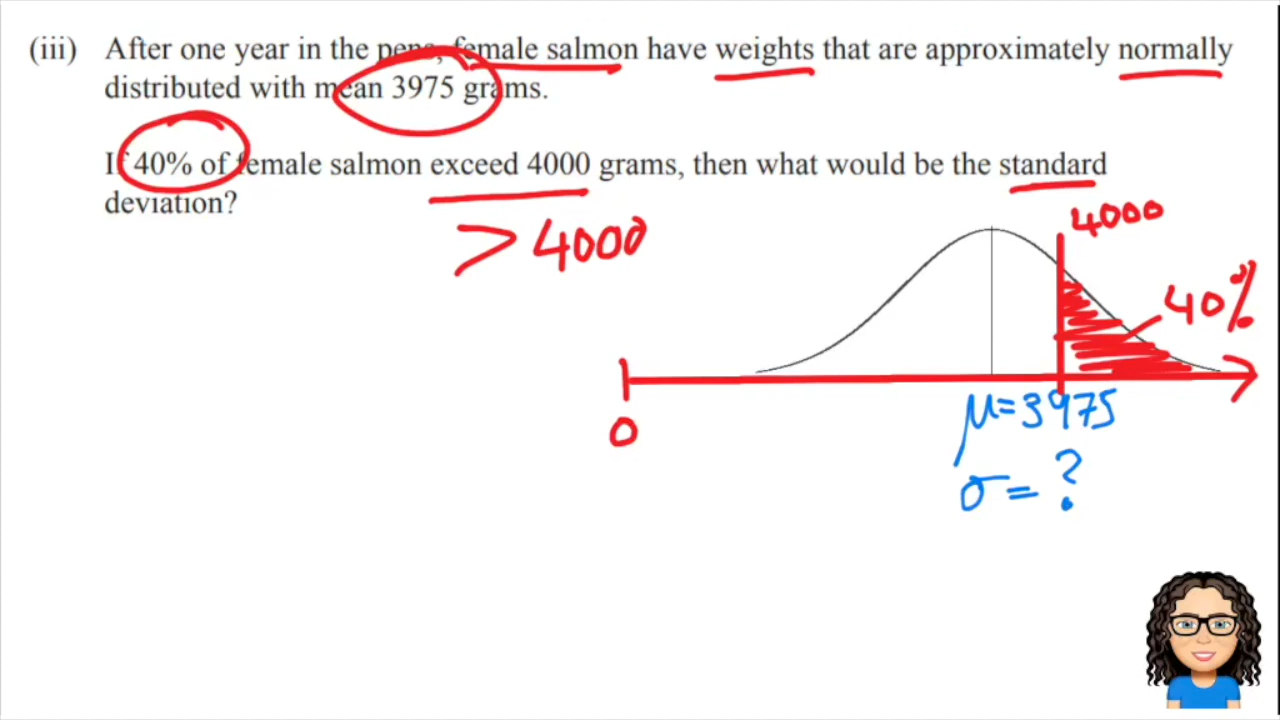 (iii) After one year in the pens, female salmon have weights that are approximately normally
distributed with mean 3975 grams.
If 40% of female salmon exceed 4000 grams, then what would be the standard
deviation?
> 4000
4000
40%
0
μ = 3975
σ = ?